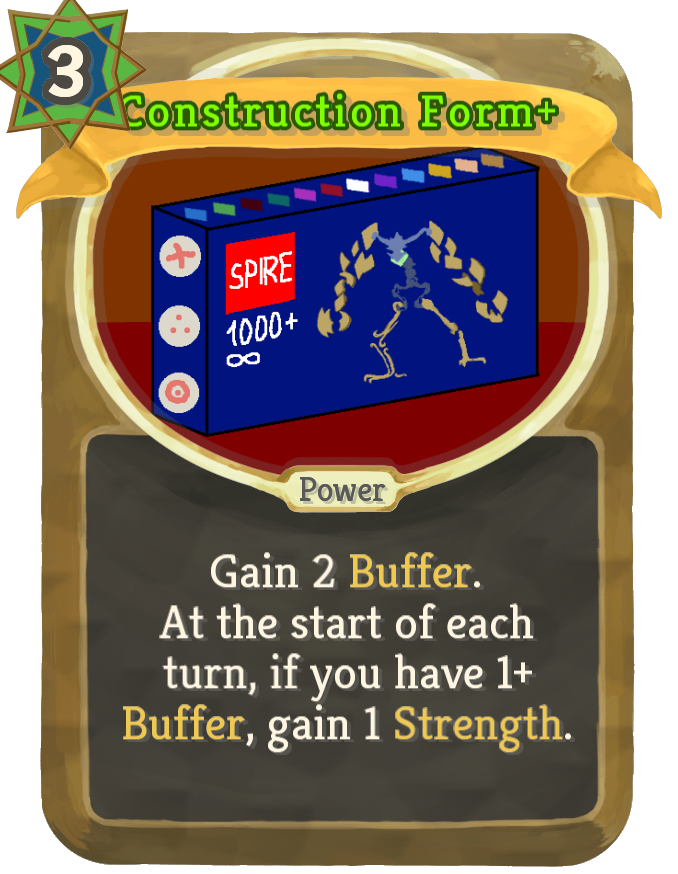 3
Construction Form+
SPIRE
1000+
∞
Power
Gain 2 Buffer.
At the start of each
turn, if you have 1+
Buffer, gain 1 Strength.